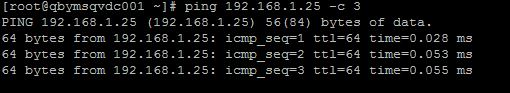 [root@qbymsqvdc001 ~]# ping 192.168.1.25 -c 3
PING 192.168.1.25 (192.168.1.25) 56(84) bytes of data.
64 bytes from 192.168.1.25: icmp_seq=1 ttl=64 time=0.028 ms
64 bytes from 192.168.1.25: icmp_seq=2 ttl=64 time=0.053 ms
64 bytes from 192.168.1.25: icmp_seq=3 ttl=64 time=0.055 ms